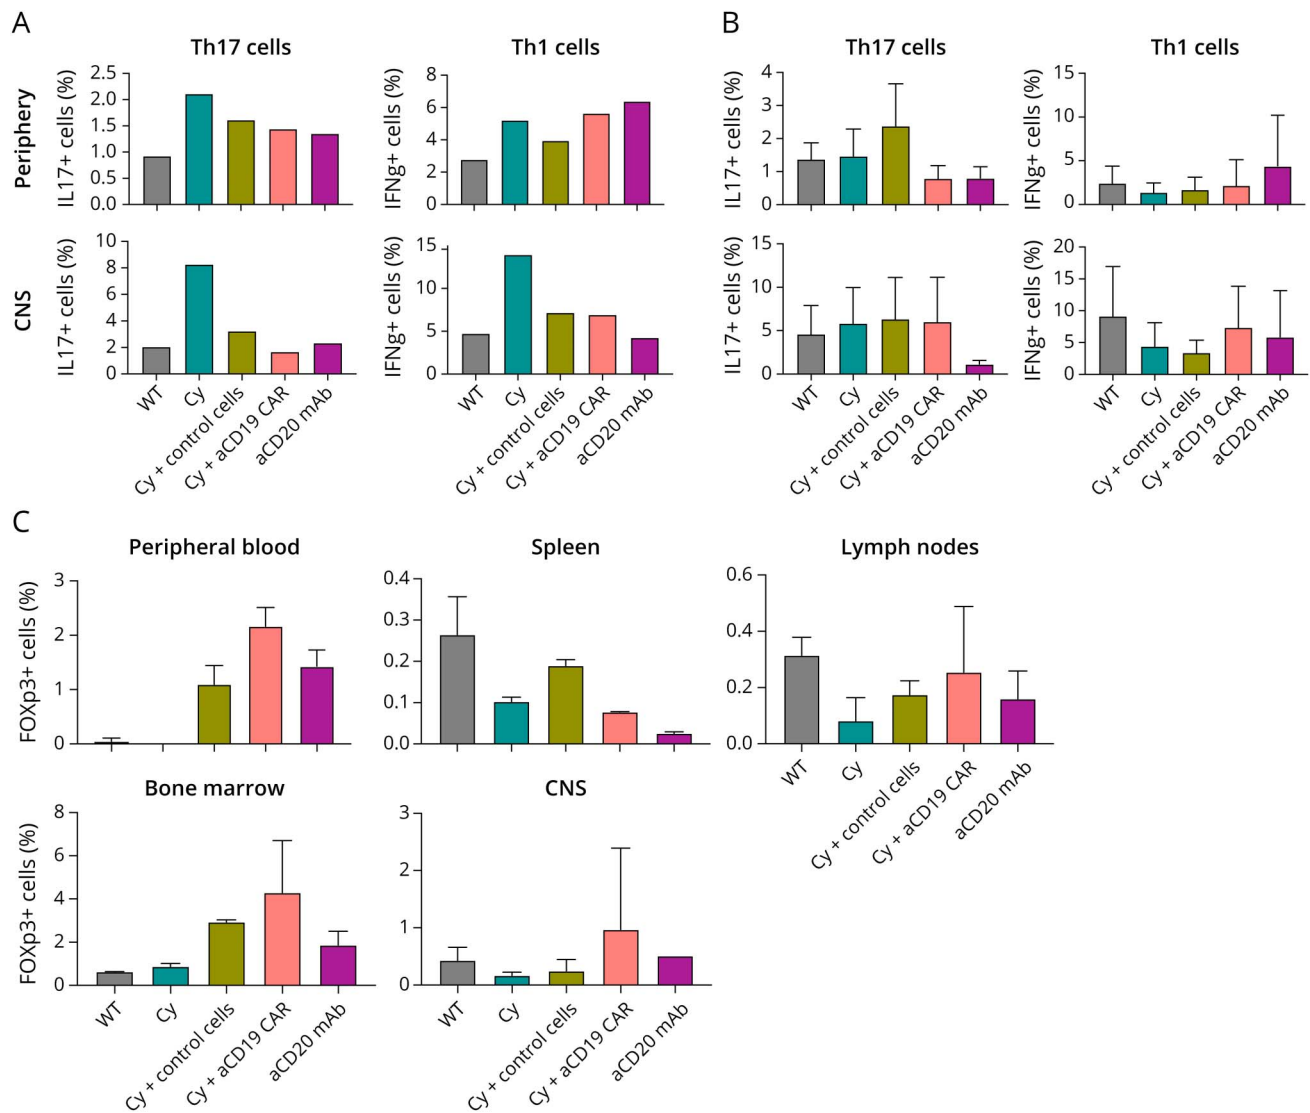 A
B
Th17 cells
Th1 cells
Th17 cells
Th1 cells
Periphery
IL17+ cells (%)
2.5
2.0
1.5
1.0
0.5
0.0
IFNg+ cells (%)
8
6
4
2
0
IL17+ cells (%)
4
3
2
1
0
IFNg+ cells (%)
15
10
5
0
CNS
IL17+ cells (%)
10
8
6
4
2
0
IFNg+ cells (%)
15
10
5
0
IL17+ cells (%)
15
10
5
0
IFNg+ cells (%)
20
15
10
5
0
WT
Cy
Cy + control cells
Cy + aCD19 CAR
aCD20 mAb
WT
Cy
Cy + control cells
Cy + aCD19 CAR
aCD20 mAb
WT
Cy
Cy + control cells
Cy + aCD19 CAR
aCD20 mAb
WT
Cy
Cy + control cells
Cy + aCD19 CAR
aCD20 mAb
C
Peripheral blood
Spleen
Lymph nodes
FOXp3+ cells (%)
3
2
1
0
0.4
0.3
0.2
0.1
0.0
0.6
0.4
0.2
0.0
WT
Cy
Cy + control cells
Cy + aCD19 CAR
aCD20 mAb
Bone marrow
CNS
FOXp3+ cells (%)
8
6
4
2
0
3
2
1
0
WT
Cy
Cy + control cells
Cy + aCD19 CAR
aCD20 mAb
WT
Cy
Cy + control cells
Cy + aCD19 CAR
aCD20 mAb